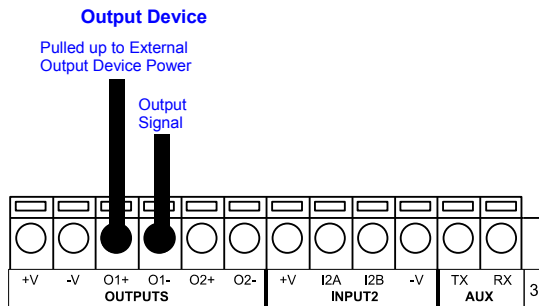 Output Device
Pulled up to External
Output Device Power
Output
Signal
+V -V O1+ O1- O2+ O2- +V I2A I2B -V TX RX
OUTPUTS INPUT2 AUX 3